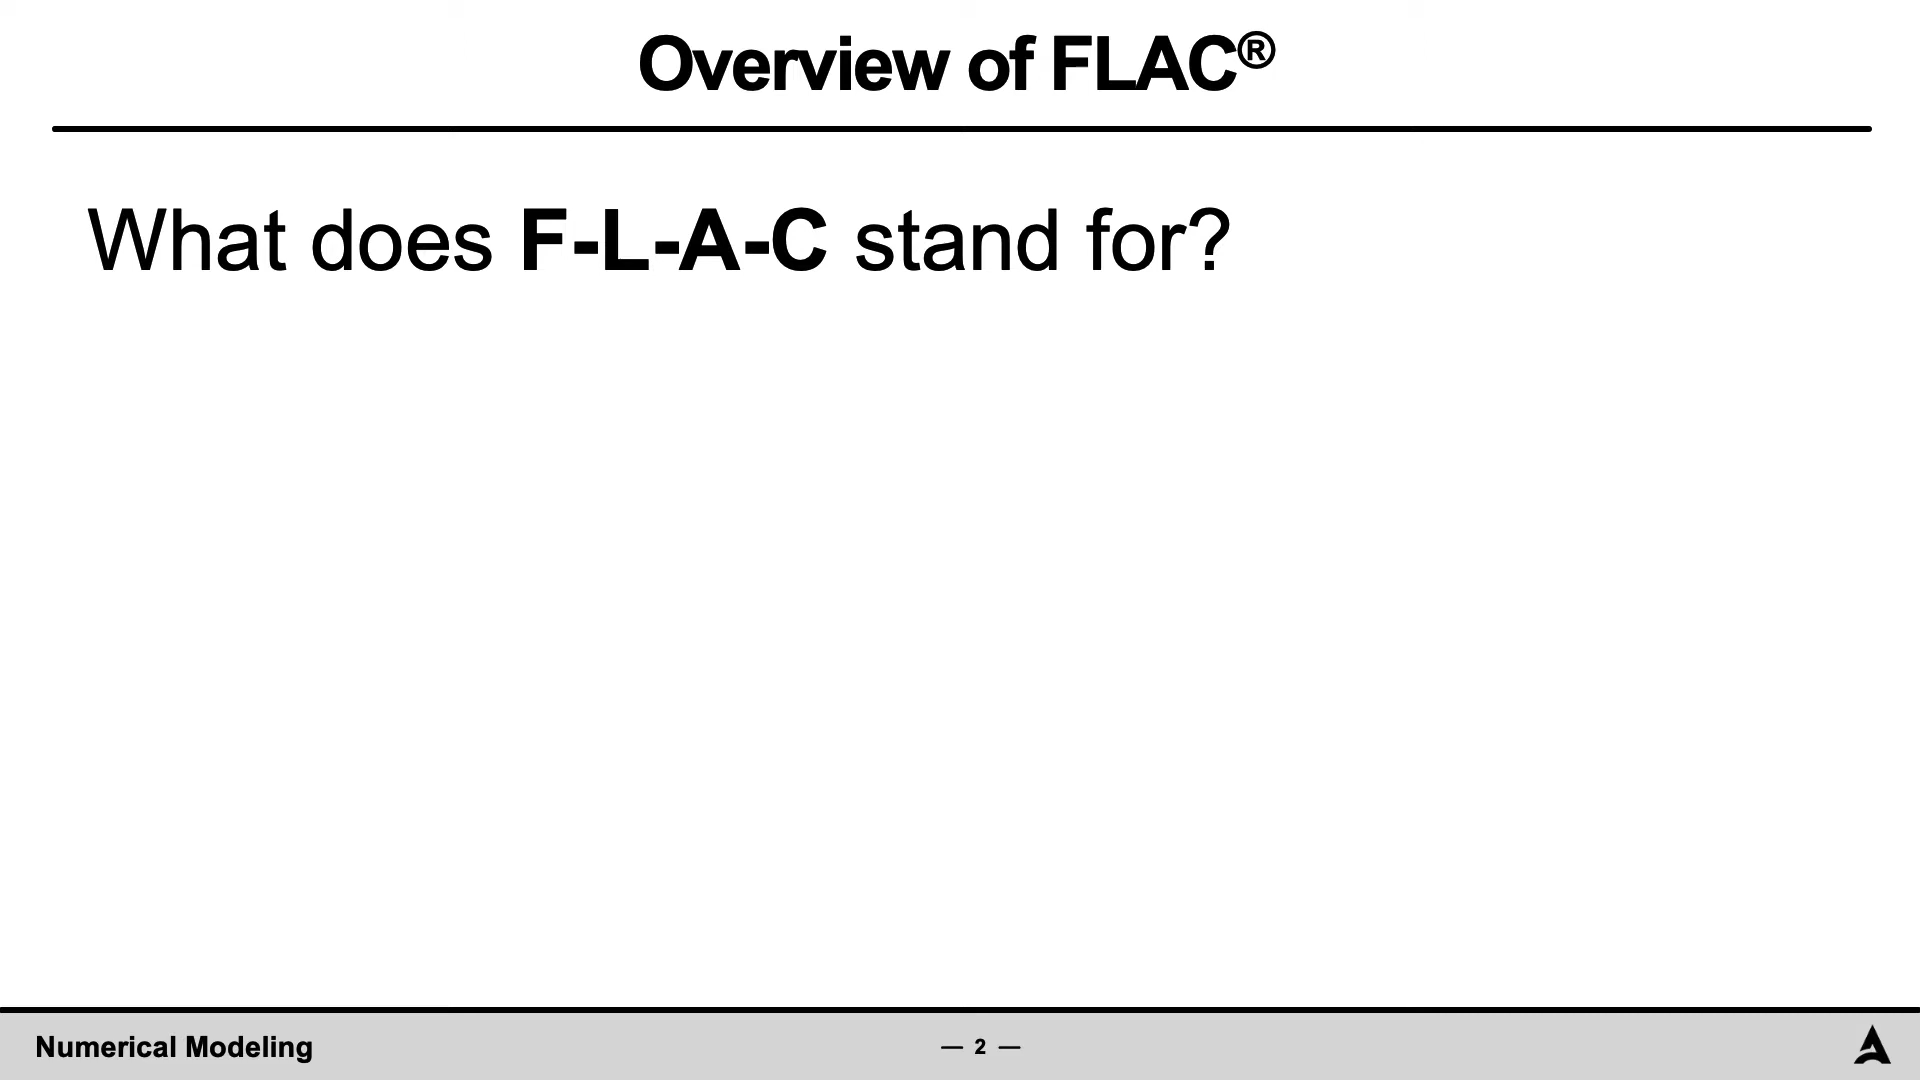 Overview of FLAC®
What does F-L-A-C stand for?
Numerical Modeling
— 2 —